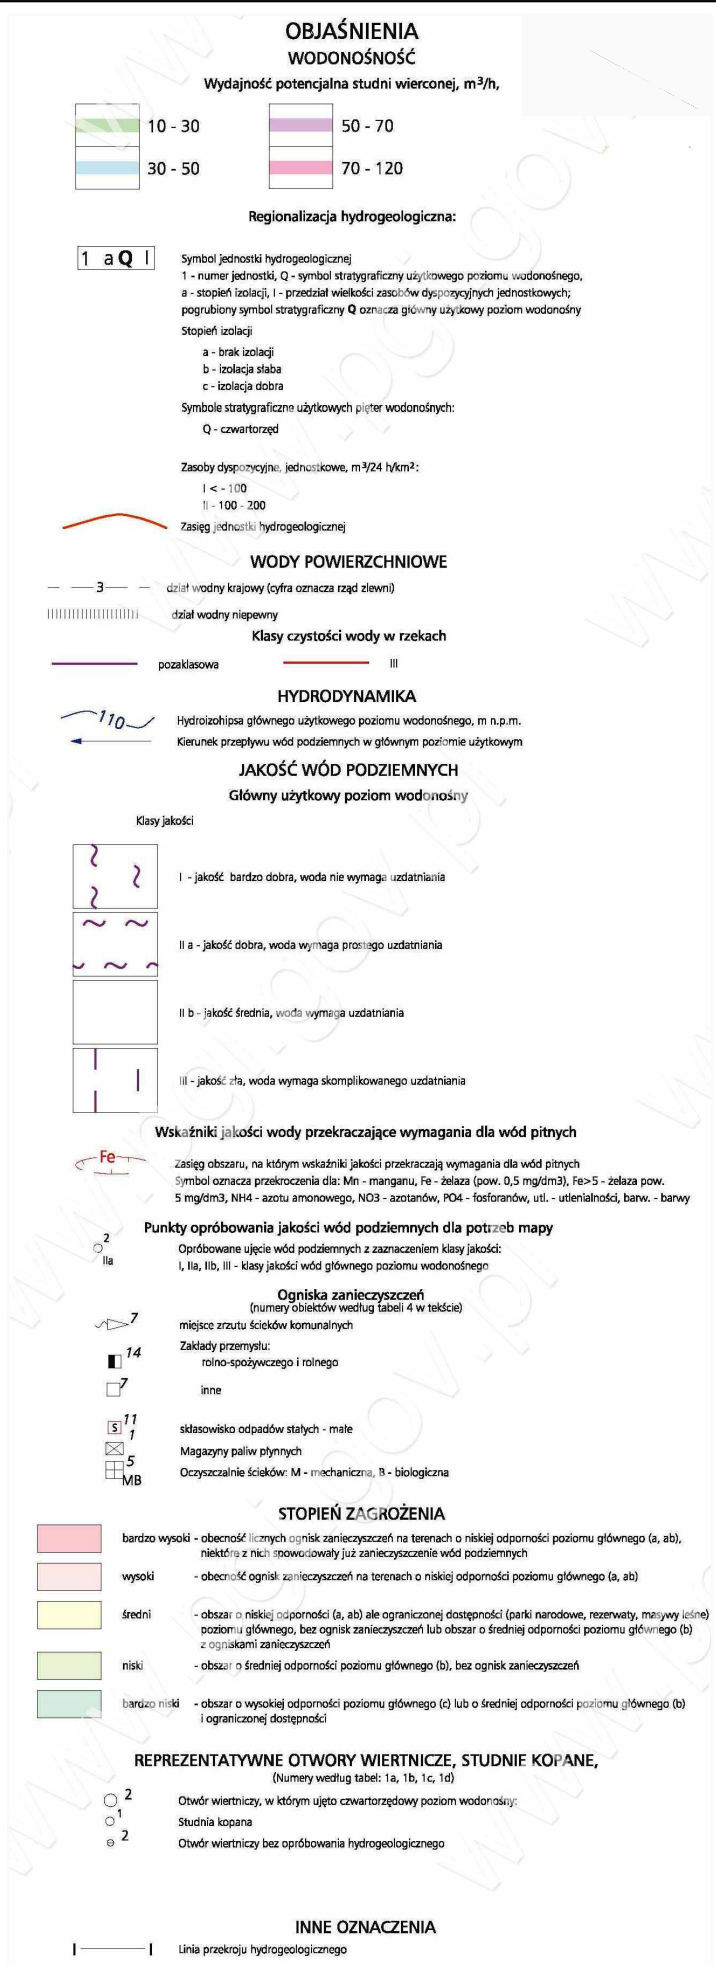 OBJAŚNIENIA
WODONOŚNOŚĆ
Wydajność potencjalna studni wierconej, m³/h,
10 - 30
50 - 70
30 - 50
70 - 120
Regionalizacja hydrogeologiczna:
1 aQ I
Symbol jednostki hydrogeologicznej
1 - numer jednostki, Q - symbol stratygraficzny użytkowego poziomu wodonośnego,
a - stopień izolacji, I - przedział wielkości zasobów dyspozycyjnych jednostkowych;
pogrubiony symbol stratygraficzny Q oznacza główny użytkowy poziom wodonośny
Stopień izolacji
a - brak izolacji
b - izolacja słaba
c - izolacja dobra
Symbole stratygraficzne użytkowych pięter wodonośnych:
Q - czwartorzęd
Zasoby dyspozycyjne, jednostkowe, m³/24 h/km²:
I < - 100
II - 100 - 200
Zasięg jednostki hydrogeologicznej
WODY POWIERZCHNIOWE
3
dział wodny krajowy (cyfra oznacza rząd zlewni)
dział wodny niepewny
Klasy czystości wody w rzekach
pozaklasowa
III
HYDRODYNAMIKA
110
Hydroizohipsa głównego użytkowego poziomu wodonośnego, m n.p.m.
Kierunek przepływu wód podziemnych w głównym poziomie użytkowym
JAKOŚĆ WÓD PODZIEMNYCH
Główny użytkowy poziom wodonośny
Klasy jakości
I - jakość bardzo dobra, woda nie wymaga uzdatniania
II a - jakość dobra, woda wymaga prostego uzdatniania
II b - jakość średnia, woda wymaga uzdatniania
III - jakość zła, woda wymaga skomplikowanego uzdatniania
Wskaźniki jakości wody przekraczające wymagania dla wód pitnych
Fe
Zasięg obszaru, na którym wskaźniki jakości przekraczają wymagania dla wód pitnych
Symbol oznacza przekroczenia dla: Mn - manganu, Fe - żelaza (pow. 0,5 mg/dm3), Fe>5 - żelaza pow.
5 mg/dm3, NH4 - azotu amonowego, NO3 - azotanów, PO4 - fosforanów, utl. - utlenialności, barw. - barwy
Punkty opróbowania jakości wód podziemnych dla potrzeb mapy
2
IIa
Opróbowane ujęcie wód podziemnych z zaznaczeniem klasy jakości:
I, IIa, IIb, III - klasy jakości wód głównego poziomu wodonośnego
Ogniska zanieczyszczeń
(numery obiektów według tabeli 4 w tekście)
7
miejsce zrzutu ścieków komunalnych
Zakłady przemysłu:
14
rolno-spożywczego i rolnego
7
inne
S 11
składowisko odpadów stałych - małe
1
Magazyny paliw płynnych
5
MB
Oczyszczalnie ścieków: M - mechaniczna, B - biologiczna
STOPIEŃ ZAGROŻENIA
bardzo wysoki - obecność licznych ognisk zanieczyszczeń na terenach o niskiej odporności poziomu głównego (a, ab),
niektóre z nich spowodowały już zanieczyszczenie wód podziemnych
wysoki - obecność ognisk zanieczyszczeń na terenach o niskiej odporności poziomu głównego (a, ab)
średni - obszar o niskiej odporności (a, ab) ale ograniczonej dostępności (parki narodowe, rezerwaty, masywy leśne)
poziomu głównego, bez ognisk zanieczyszczeń lub obszar o średniej odporności poziomu głównego (b)
z ogniskami zanieczyszczeń
niski - obszar o średniej odporności poziomu głównego (b), bez ognisk zanieczyszczeń
bardzo niski - obszar o wysokiej odporności poziomu głównego (c) lub o średniej odporności poziomu głównego (b)
i ograniczonej dostępności
REPREZENTATYWNE OTWORY WIERTNICZE, STUDNIE KOPANE,
(Numery według tabel: 1a, 1b, 1c, 1d)
2
Otwór wiertniczy, w którym ujęto czwartorzędowy poziom wodonośny:
1
Studnia kopana
2
Otwór wiertniczy bez opróbowania hydrogeologicznego
INNE OZNACZENIA
I I
Linia przekroju hydrogeologicznego
www.pgi.gov.pl